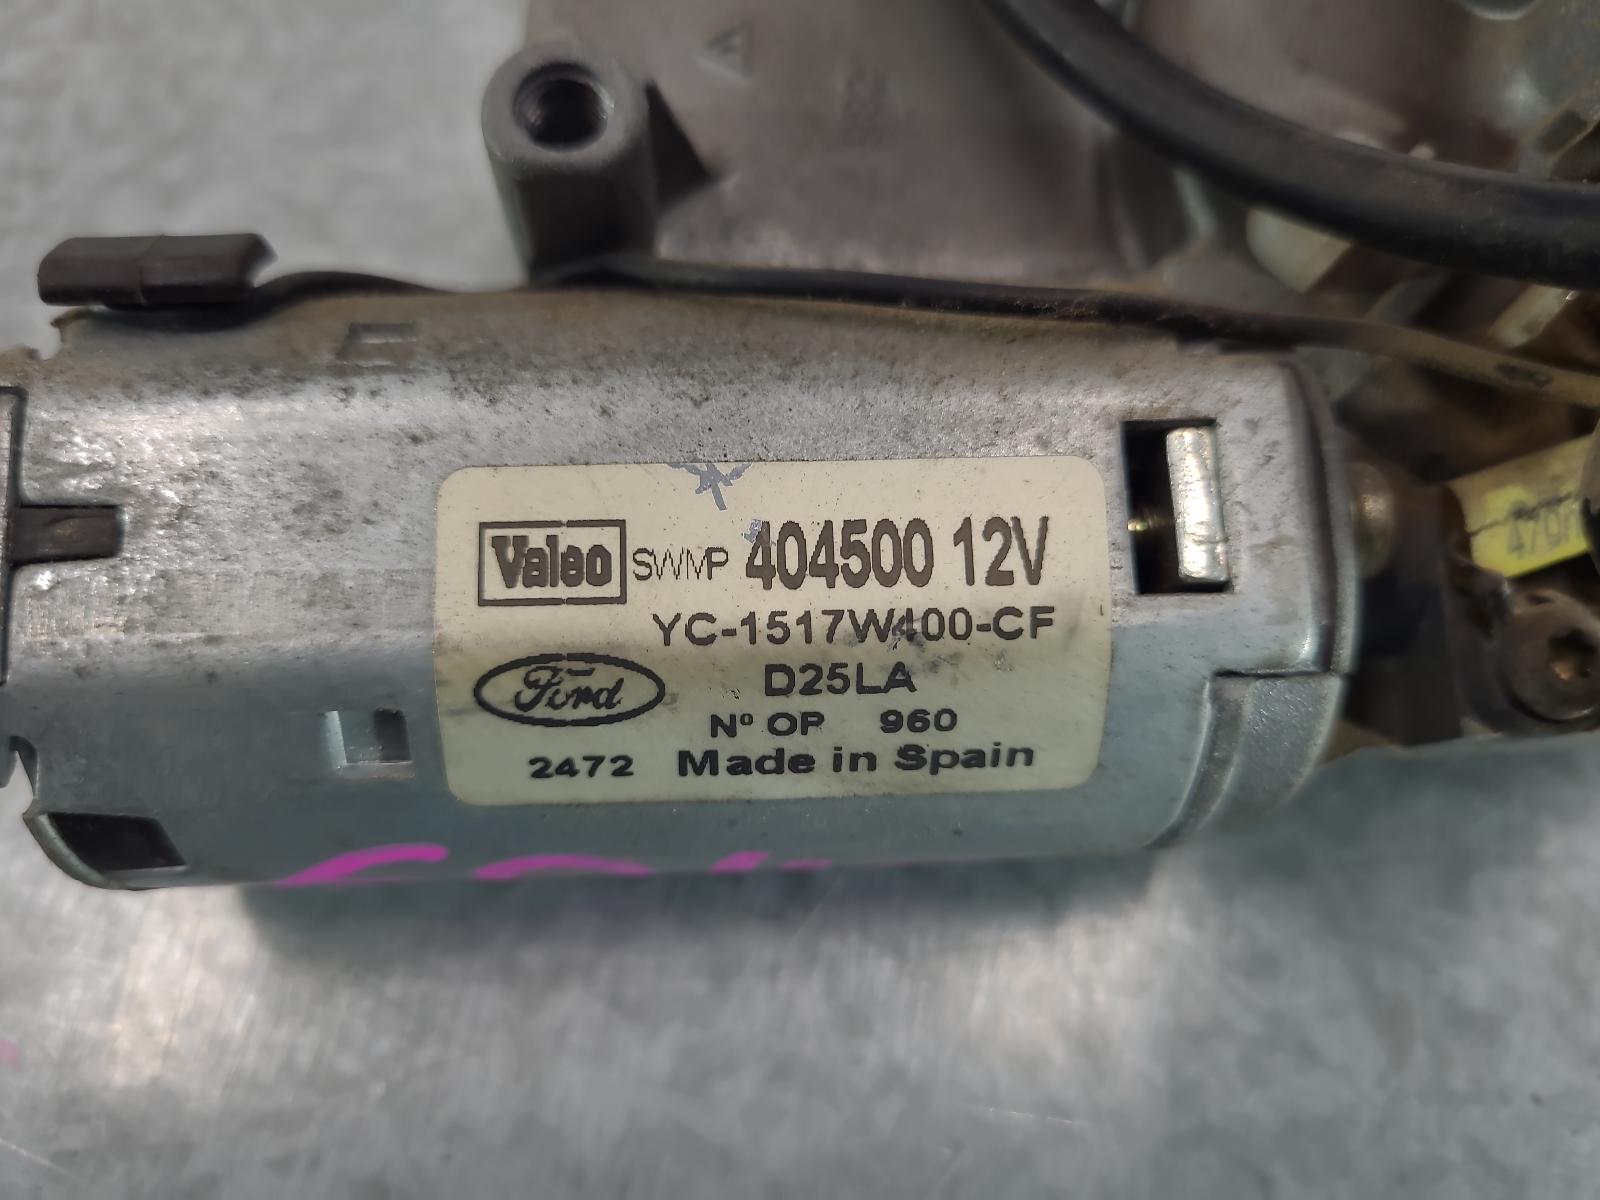 Valeo SWMP 404500 12V
YC-1517W400-CF
Ford D25LA
Nº OP 960
2472 Made in Spain